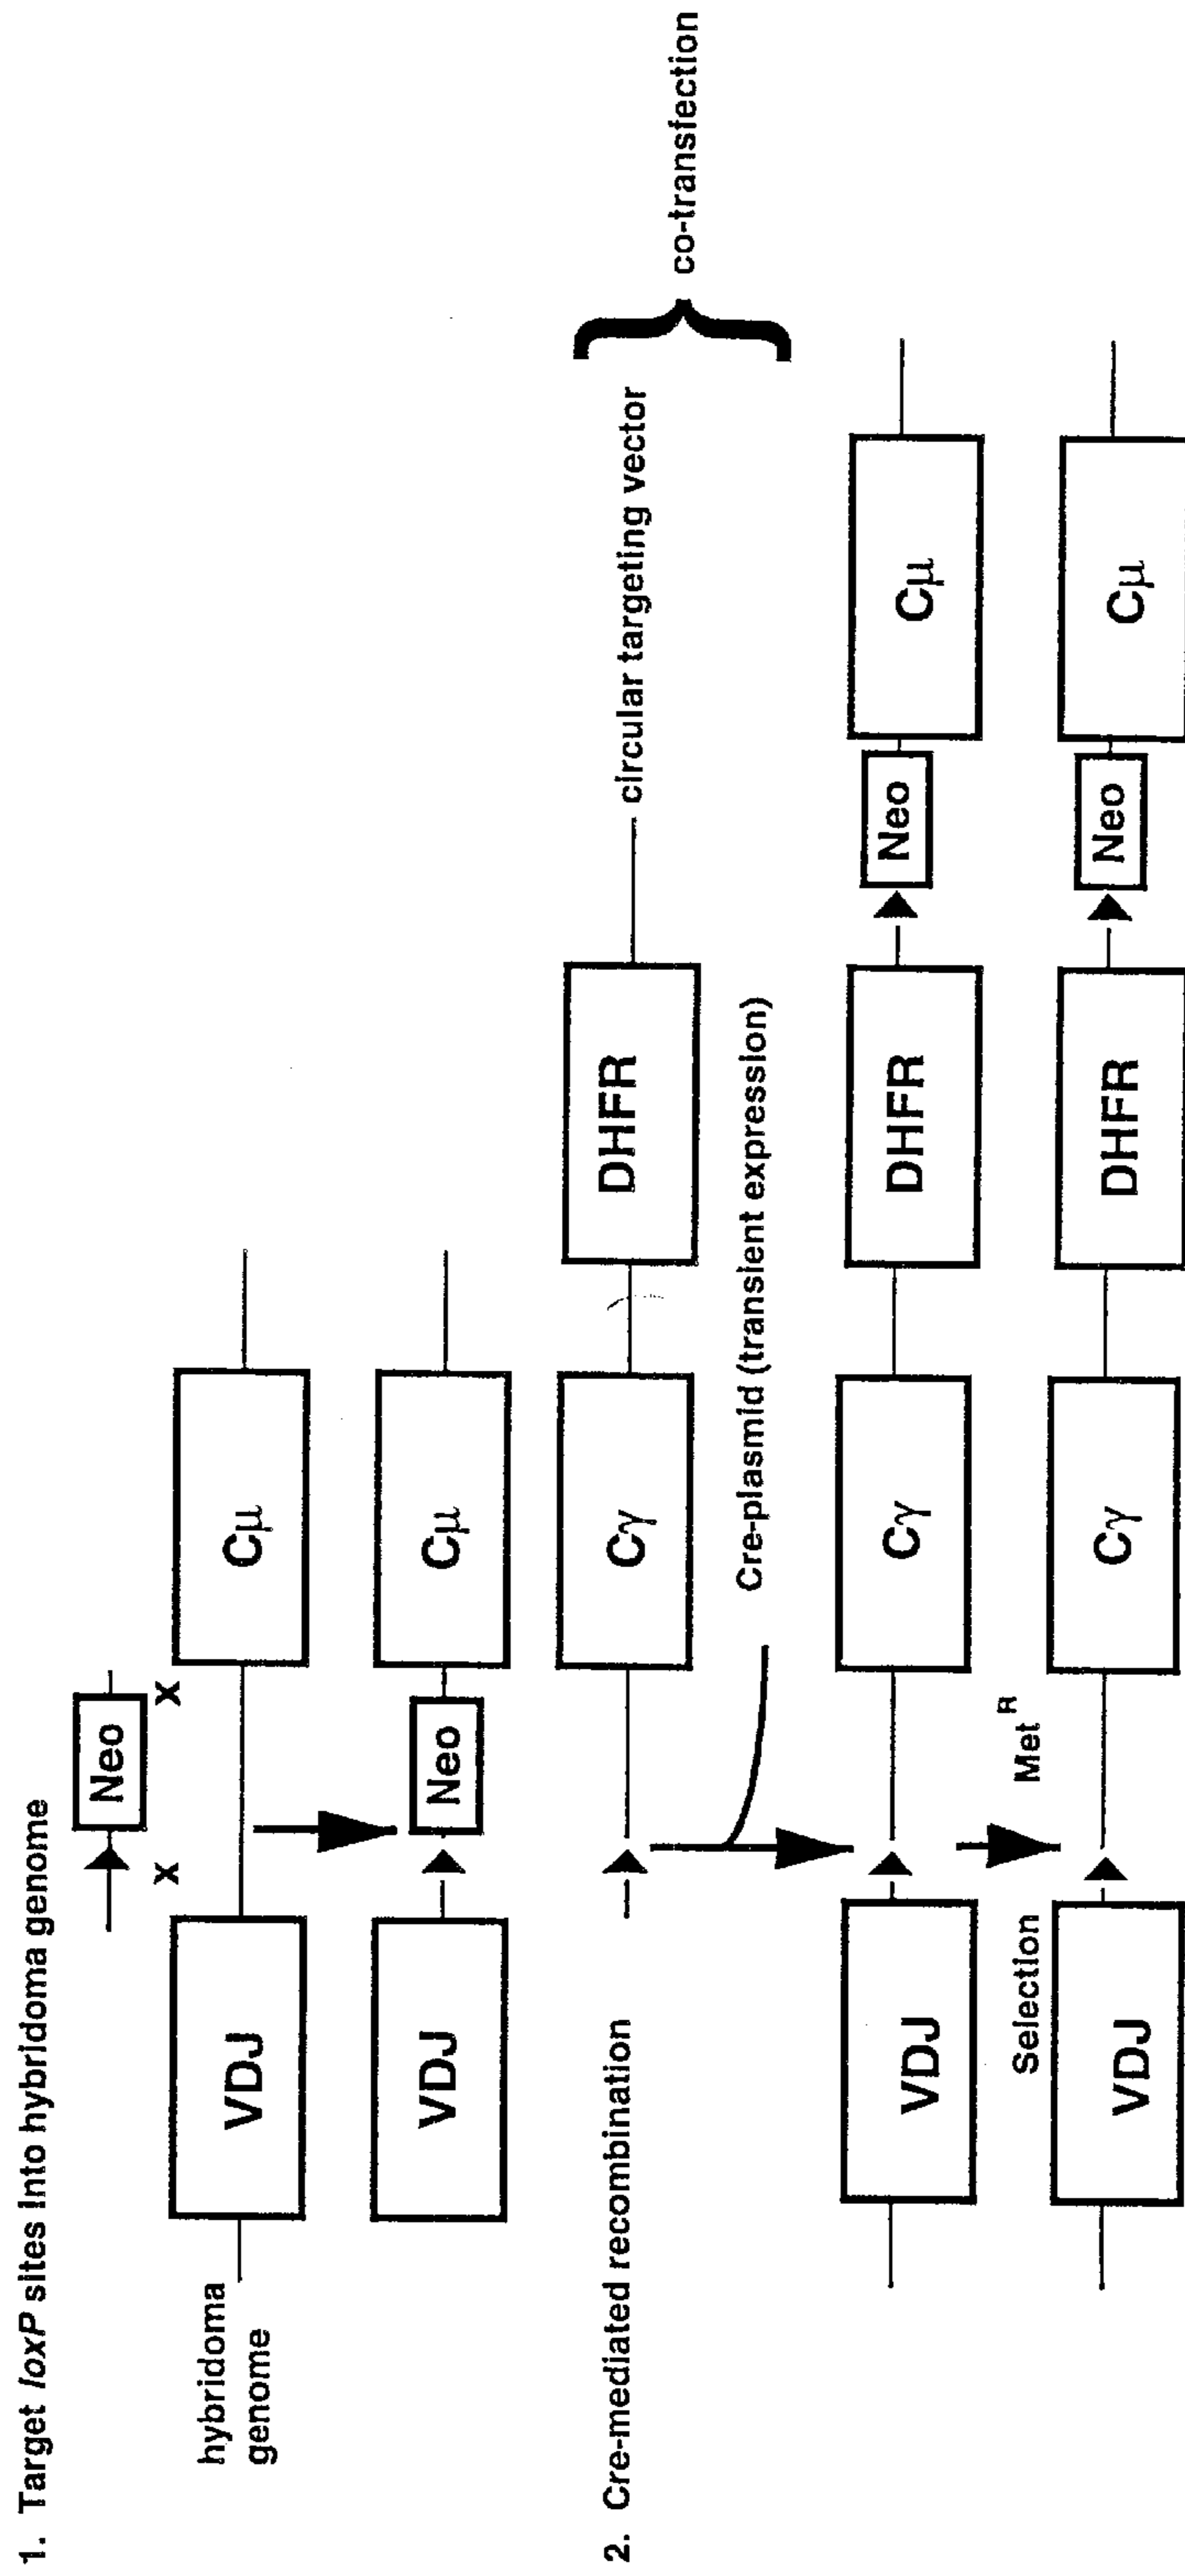 1. Target loxP sites into hybridoma genome
Neo
X X
hybridoma
genome
VDJ Cμ
VDJ Neo Cμ
2. Cre-mediated recombination
Cγ DHFR circular targeting vector
co-transfection
Cre-plasmid (transient expression)
VDJ Cγ DHFR Neo Cμ
Selection Met^R
VDJ Cγ DHFR Neo Cμ